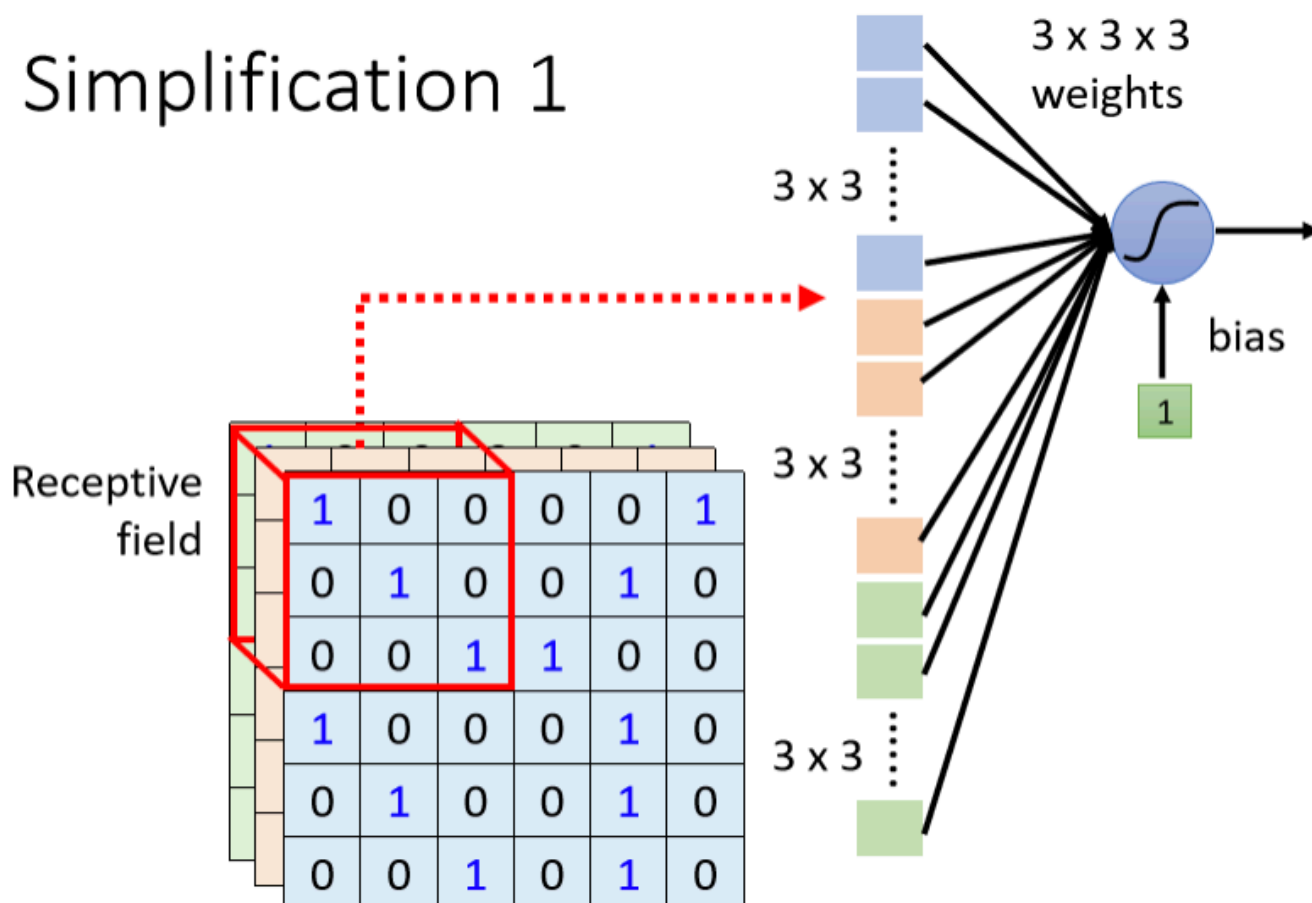 Simplification 1
3 x 3 x 3
weights
3 x 3
bias
1
3 x 3
Receptive
field
1 0 0 0 0 1
0 1 0 0 1 0
0 0 1 1 0 0
1 0 0 0 1 0
0 1 0 0 1 0
0 0 1 0 1 0
3 x 3